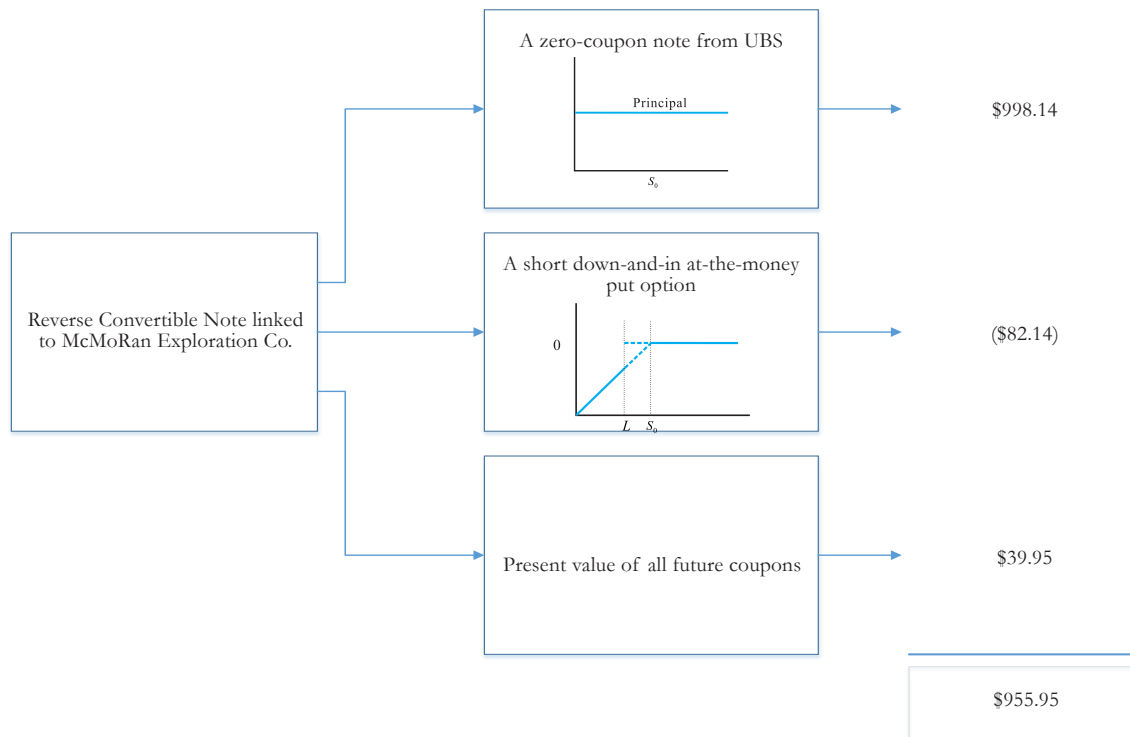 A zero-coupon note from UBS
Principal
S₀
$998.14
Reverse Convertible Note linked
to McMoRan Exploration Co.
A short down-and-in at-the-money
put option
0
L S₀
($82.14)
Present value of all future coupons
$39.95
$955.95